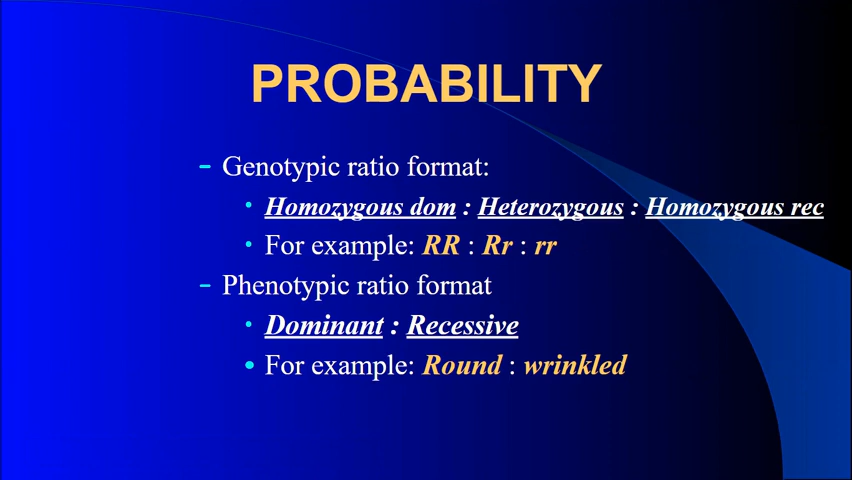 PROBABILITY
– Genotypic ratio format:
• Homozygous dom : Heterozygous : Homozygous rec
• For example: RR : Rr : rr
– Phenotypic ratio format
• Dominant : Recessive
• For example: Round : wrinkled